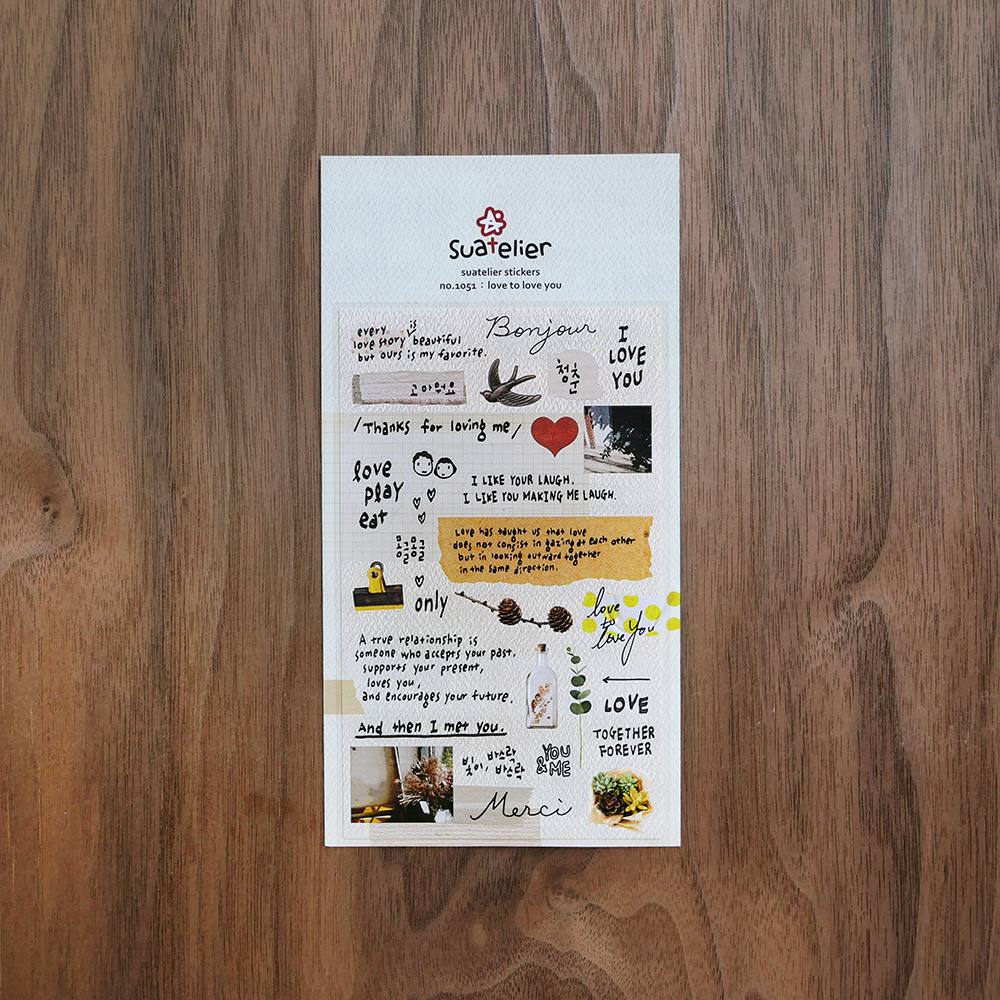 suatelier
suatelier stickers
no.1051 : love to love you
every is
love story beautiful
but ours is my favorite.
Bonjour
I
LOVE
YOU
고마워요
청춘
/Thanks for loving me/
love
play
eat
I LIKE YOUR LAUGH.
I LIKE YOU MAKING ME LAUGH.
Love has taught us that love
does not consist in gazing at each other
but in looking outward together
in the same direction.
몽글몽글
only
love
to
love you
A true relationship is
someone who accepts your past,
supports your present,
loves you,
and encourages your future.
And then I met you.
LOVE
TOGETHER
FOREVER
빛이, 바스락
바스락
YOU
&ME
Merci